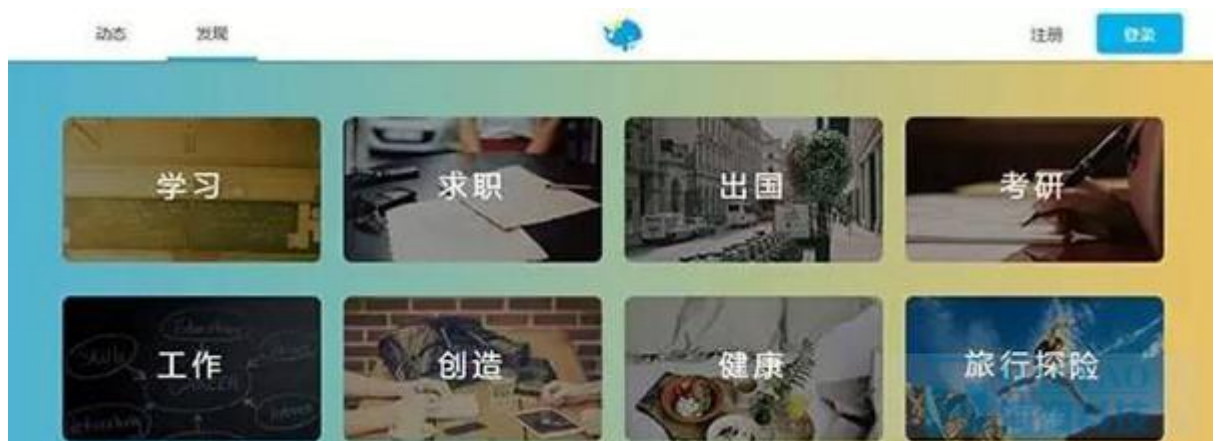 动态 发现 注册 登录
学习 求职 出国 考研
工作 创造 健康 旅行探险